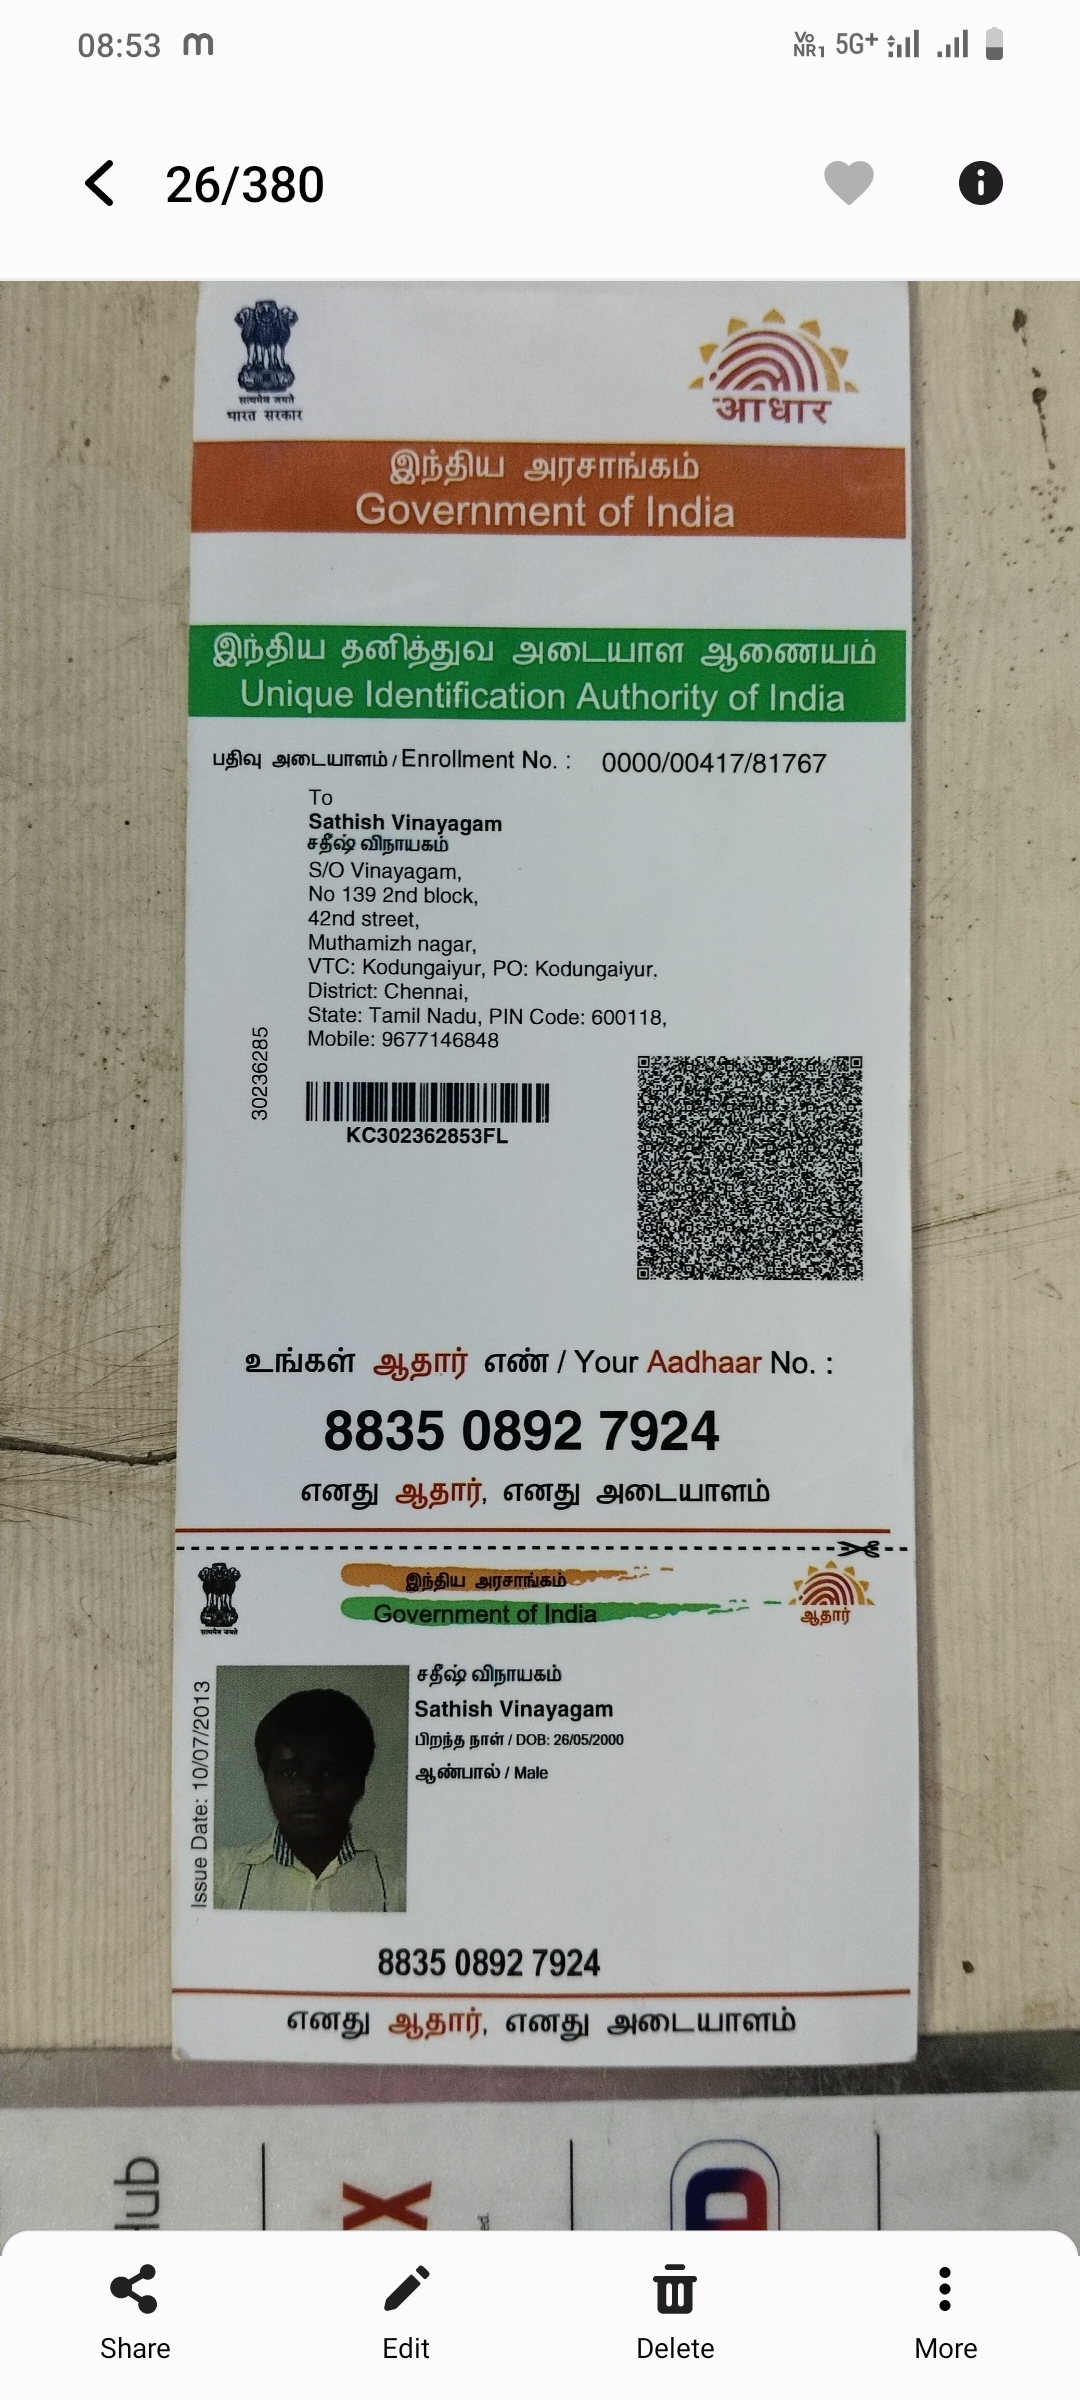 08:53 m Vo NR1 5G+
26/380
सत्यमेव जयते
भारत सरकार
आधार
இந்திய அரசாங்கம்
Government of India
இந்திய தனித்துவ அடையாள ஆணையம்
Unique Identification Authority of India
பதிவு அடையாளம் / Enrollment No. : 0000/00417/81767
To
Sathish Vinayagam
சதீஷ் விநாயகம்
S/O Vinayagam,
No 139 2nd block,
42nd street,
Muthamizh nagar,
VTC: Kodungaiyur, PO: Kodungaiyur.
District: Chennai,
State: Tamil Nadu, PIN Code: 600118,
Mobile: 9677146848
30236285
KC302362853FL
உங்கள் ஆதார் எண் / Your Aadhaar No. :
8835 0892 7924
எனது ஆதார், எனது அடையாளம்
இந்திய அரசாங்கம்
Government of India
सत्यमेव जयते
ஆதார்
Issue Date: 10/07/2013
சதீஷ் விநாயகம்
Sathish Vinayagam
பிறந்த நாள் / DOB: 26/05/2000
ஆண்பால் / Male
8835 0892 7924
எனது ஆதார், எனது அடையாளம்
X
Share Edit Delete More